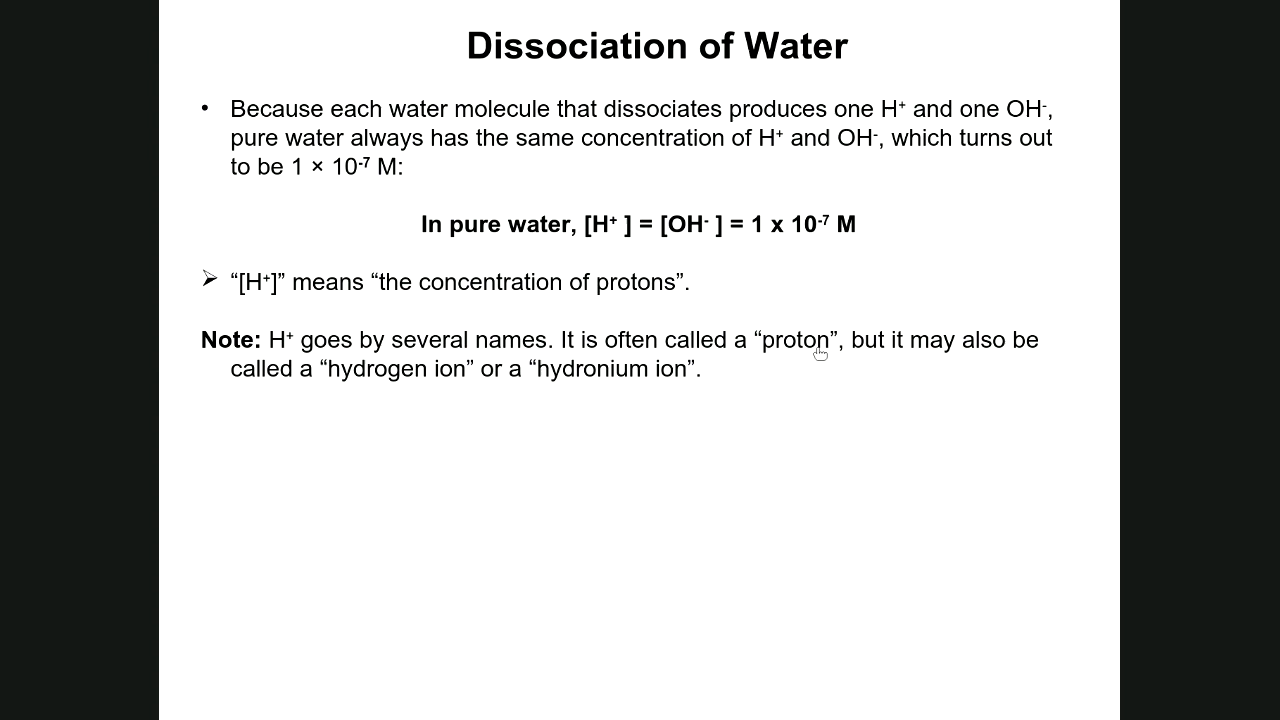 Dissociation of Water
• Because each water molecule that dissociates produces one H⁺ and one OH⁻,
pure water always has the same concentration of H⁺ and OH⁻, which turns out
to be 1 × 10⁻⁷ M:
In pure water, [H⁺ ] = [OH⁻ ] = 1 x 10⁻⁷ M
➢ “[H⁺]” means “the concentration of protons”.
Note: H⁺ goes by several names. It is often called a “proton”, but it may also be
called a “hydrogen ion” or a “hydronium ion”.